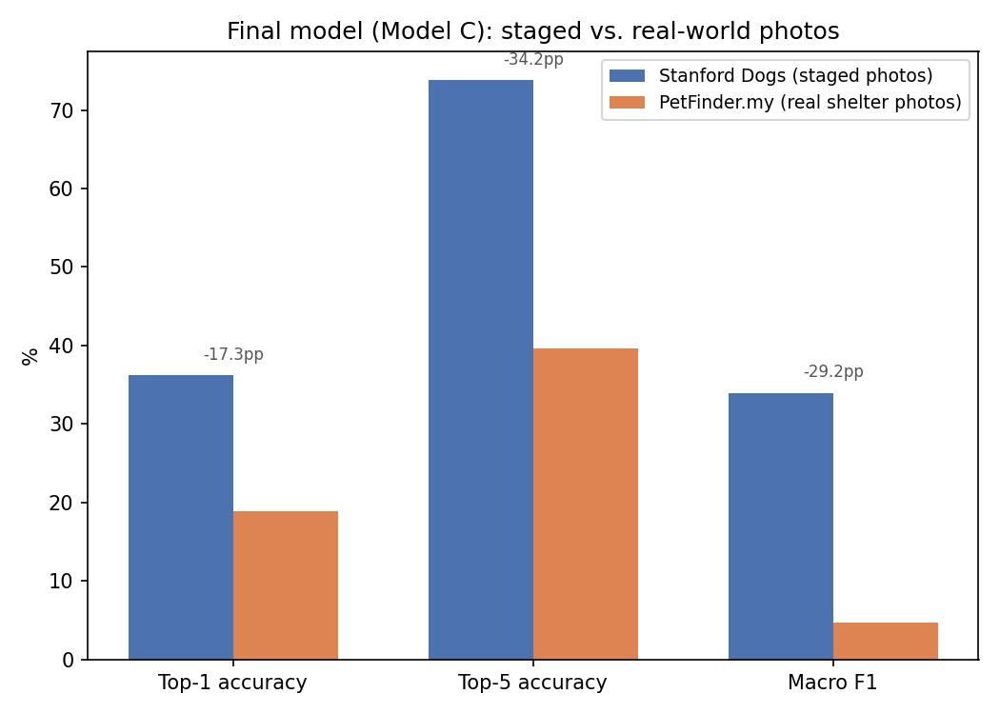 Final model (Model C): staged vs. real-world photos
-34.2pp
Stanford Dogs (staged photos)
PetFinder.my (real shelter photos)
70
60
50
40
30
20
10
0
%
-17.3pp
-29.2pp
Top-1 accuracy
Top-5 accuracy
Macro F1